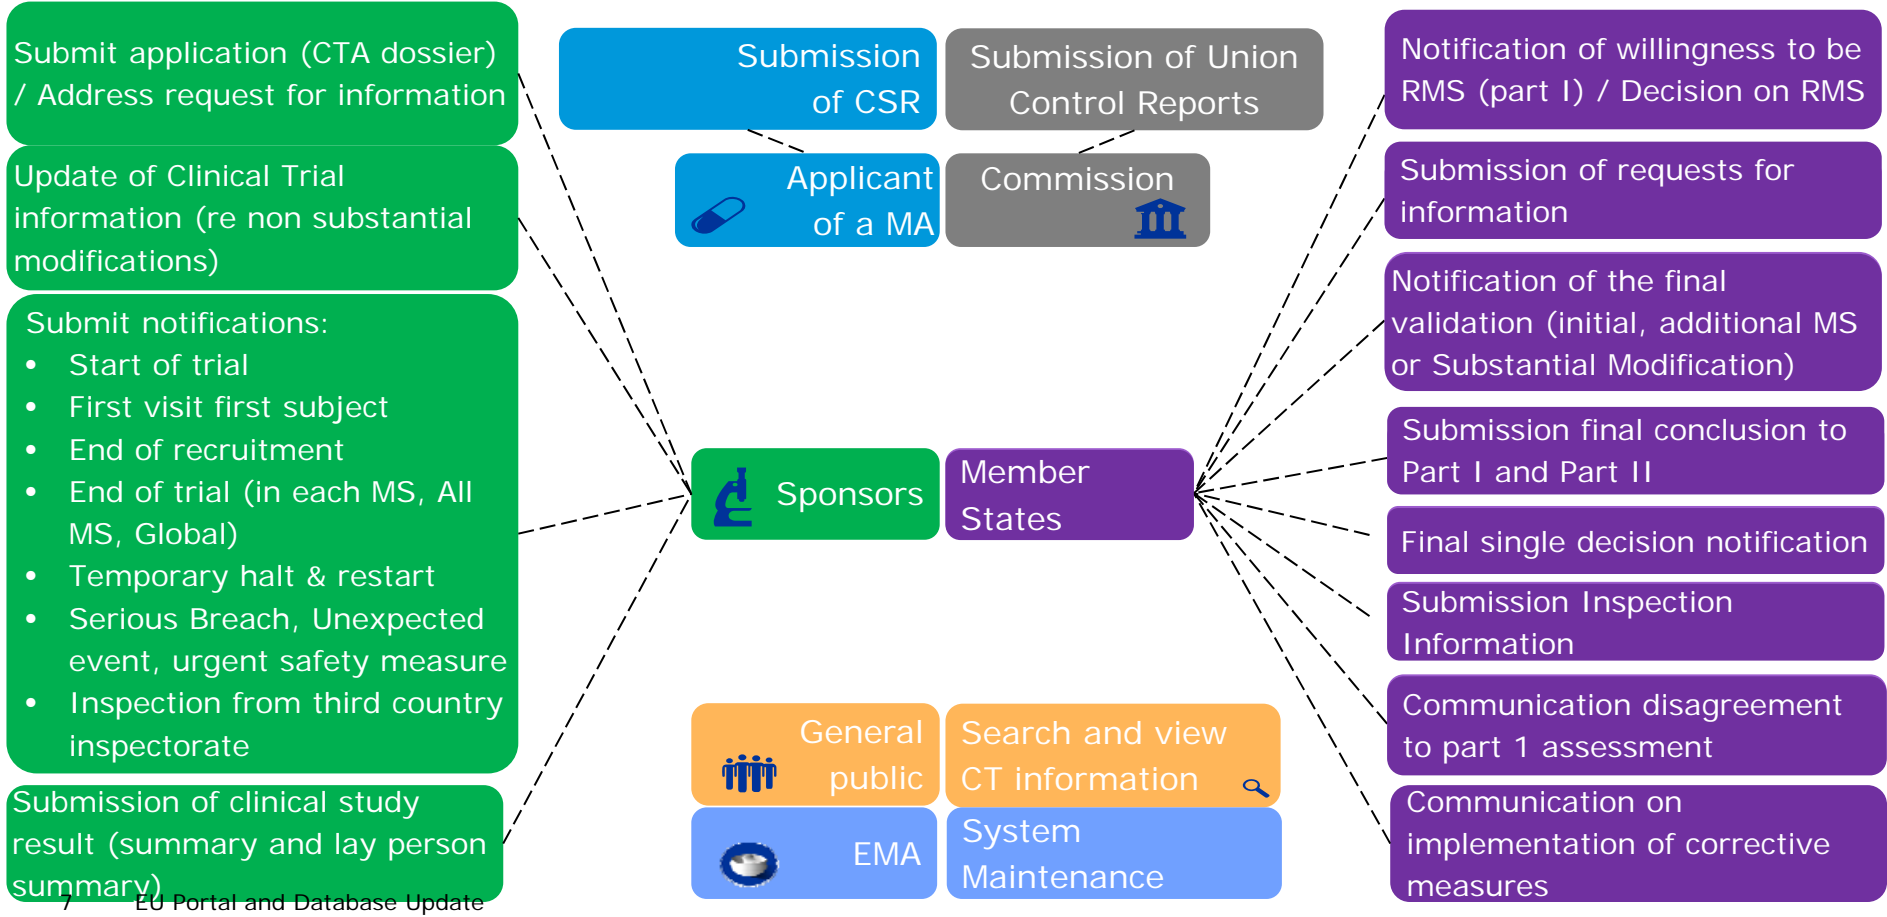 Submit application (CTA dossier)
/ Address request for information
Update of Clinical Trial
information (re non substantial
modifications)
Submit notifications:
• Start of trial
• First visit first subject
• End of recruitment
• End of trial (in each MS, All
MS, Global)
• Temporary halt & restart
• Serious Breach, Unexpected
event, urgent safety measure
• Inspection from third country
inspectorate
Submission of clinical study
result (summary and lay person
summary)
7 EU Portal and Database Update
Submission
of CSR
Submission of Union
Control Reports
Applicant
of a MA
Commission
Sponsors
Member
States
General
public
Search and view
CT information
EMA
System
Maintenance
Notification of willingness to be
RMS (part I) / Decision on RMS
Submission of requests for
information
Notification of the final
validation (initial, additional MS
or Substantial Modification)
Submission final conclusion to
Part I and Part II
Final single decision notification
Submission Inspection
Information
Communication disagreement
to part 1 assessment
Communication on
implementation of corrective
measures